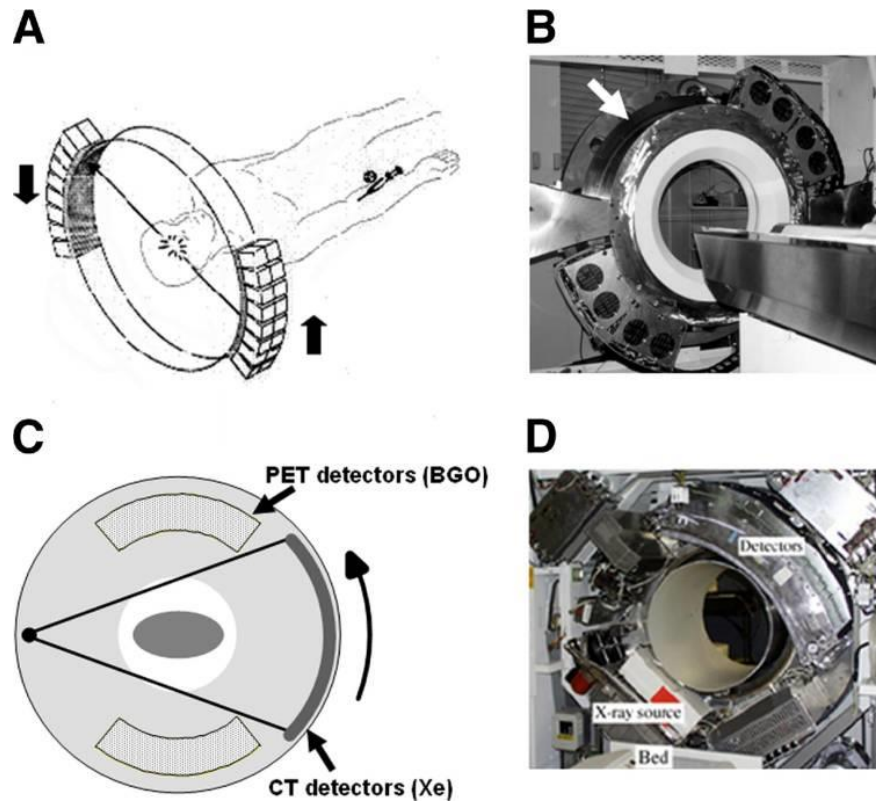 A
B
C
PET detectors (BGO)
CT detectors (Xe)
D
Detectors
X-ray source
Bed